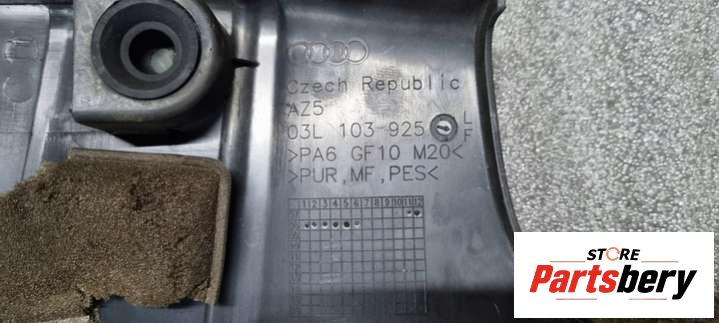 Czech Republic
AZ5
03L 103 925 L
F
>PA6 GF10 M20<
>PUR,MF,PES<
1 2 3 4 5 6 7 8 9 10 11 12
STORE
Partsbery